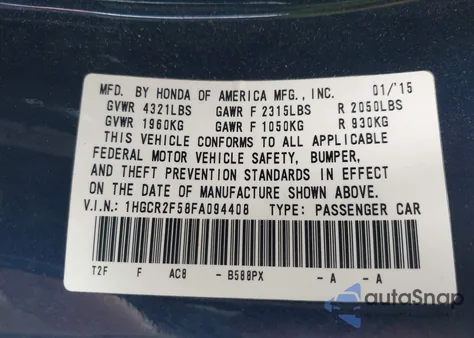 MFD. BY HONDA OF AMERICA MFG., INC. 01/'15
GVWR 4321LBS GAWR F 2315LBS R 2050LBS
GVWR 1960KG GAWR F 1050KG R 930KG
THIS VEHICLE CONFORMS TO ALL APPLICABLE
FEDERAL MOTOR VEHICLE SAFETY, BUMPER,
AND THEFT PREVENTION STANDARDS IN EFFECT
ON THE DATE OF MANUFACTURE SHOWN ABOVE.
V.I.N.: 1HGCR2F58FA094408 TYPE: PASSENGER CAR
T2F F AC8 - B588PX - A - A
autoSnap